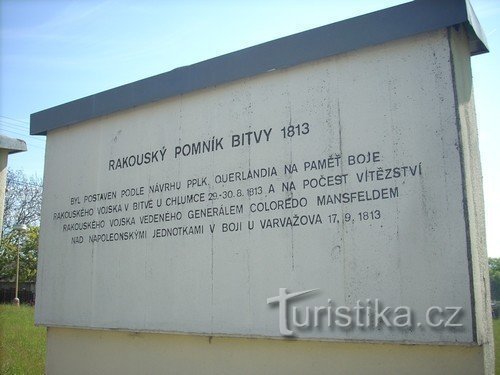 RAKOUSKÝ POMNÍK BITVY 1813
BYL POSTAVEN PODLE NÁVRHU PPLK. QUERLANDIA NA PAMĚŤ BOJE
RAKOUSKÉHO VOJSKA V BITVĚ U CHLUMCE 29.-30.8. 1813 A NA POČEST VÍTĚZSTVÍ
RAKOUSKÉHO VOJSKA VEDENÉHO GENERÁLEM COLOREDO MANSFELDEM
NAD NAPOLEONSKÝMI JEDNOTKAMI V BOJI U VARVAŽOVA 17. 9. 1813
Turistika.cz